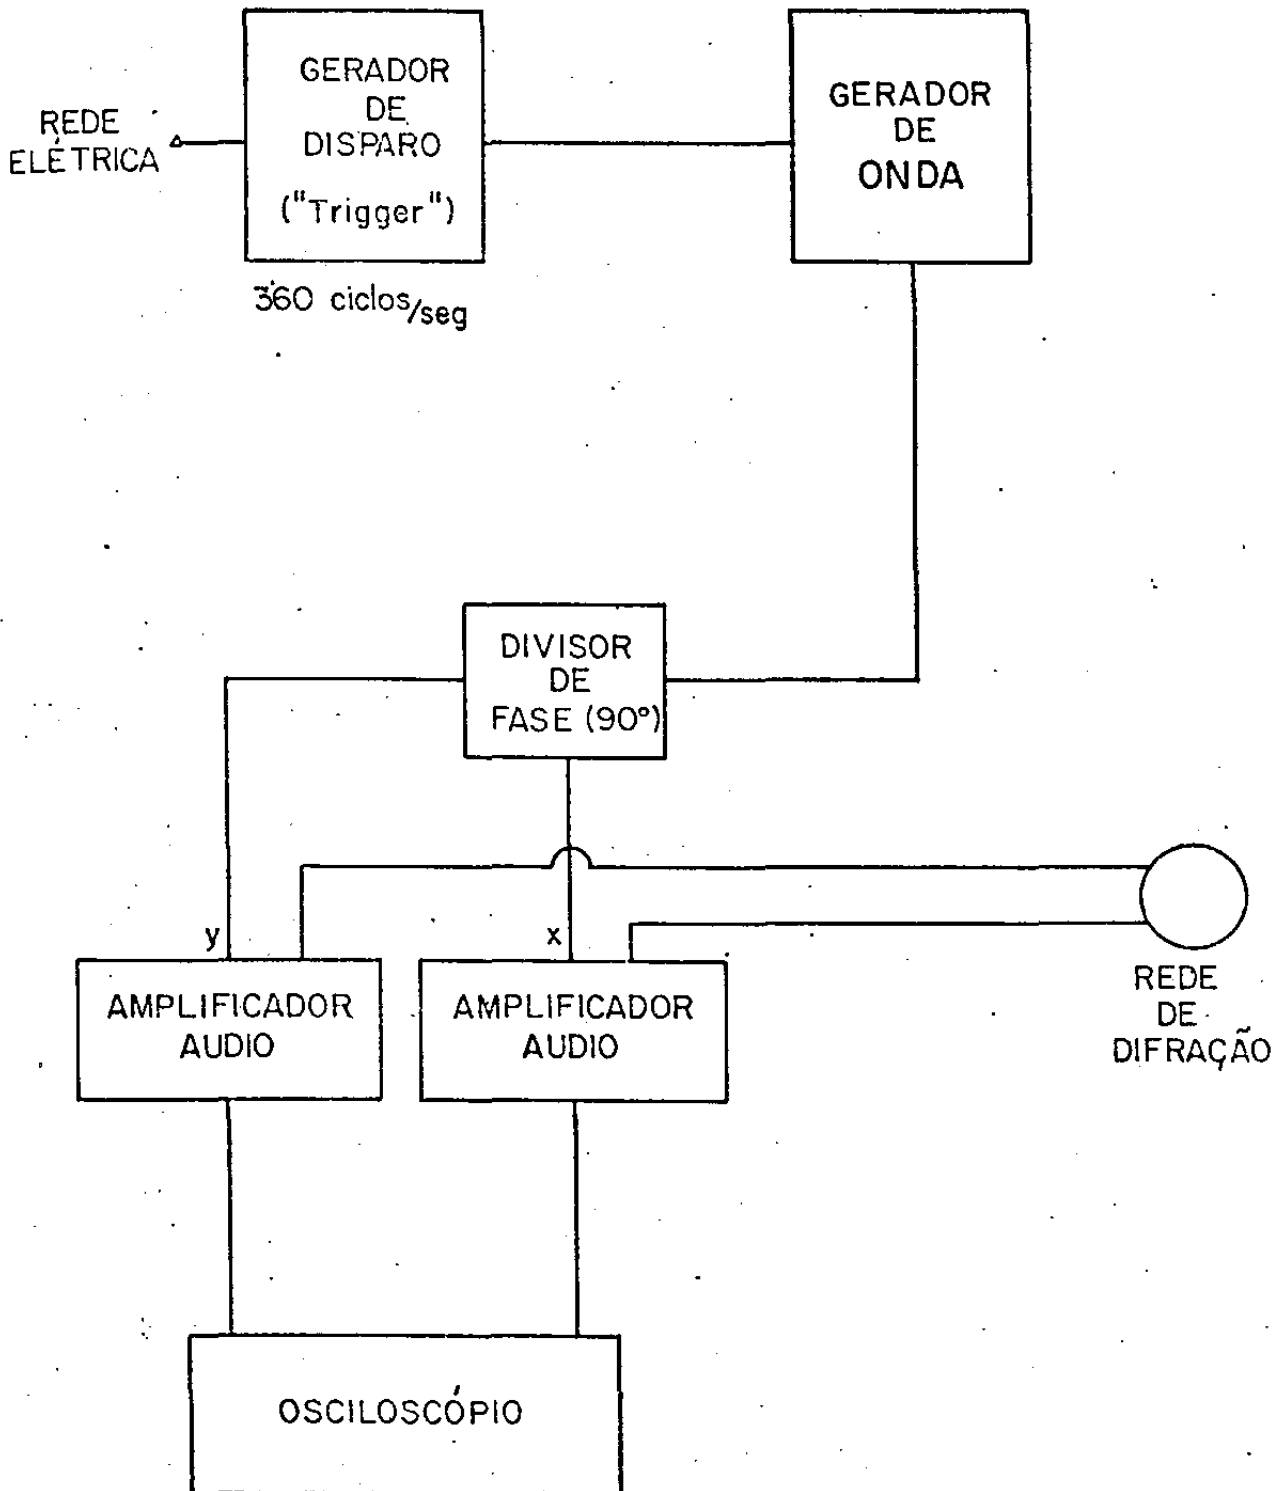 REDE
ELÉTRICA
GERADOR
DE
DISPARO
("Trigger")
360 ciclos/seg
GERADOR
DE
ONDA
DIVISOR
DE
FASE (90°)
y
x
AMPLIFICADOR
AUDIO
AMPLIFICADOR
AUDIO
REDE
DE
DIFRAÇÃO
OSCILOSCÓPIO